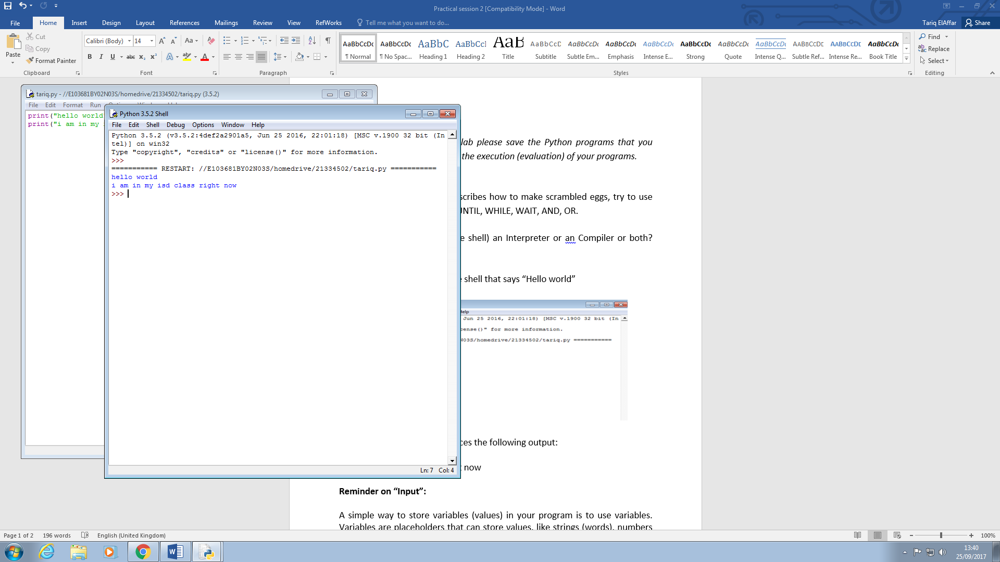 Practical session 2 [Compatibility Mode] - Word
File Home Insert Design Layout References Mailings Review View RefWorks Tell me what you want to do...
Tariq ElAffar Share
Paste
Cut
Copy
Format Painter
Clipboard
Calibri (Body) 14
Font
Paragraph
AaBbCcDc AaBbCcDc AaBbC AaBbCcI AaB AaBbCcD AaBbCcDc AaBbCcDc AaBbCcDc AaBbCcDc AaBbCcDc AaBbCcDc AABBCCDE AABBCCDE AaBbCcDc
¶ Normal ¶ No Spac... Heading 1 Heading 2 Title Subtitle Subtle Em... Emphasis Intense E... Strong Quote Intense Q... Subtle Ref... Intense Re... Book Title
Styles
Find
Replace
Select
Editing
tariq.py - //E103681BY02N03S/homedrive/21334502/tariq.py (3.5.2)
File Edit Format Run
print("hello world
print("i am in my
Python 3.5.2 Shell
File Edit Shell Debug Options Window Help
Python 3.5.2 (v3.5.2:4def2a2901a5, Jun 25 2016, 22:01:18) [MSC v.1900 32 bit (In
tel)] on win32
Type "copyright", "credits" or "license()" for more information.
>>>
=========== RESTART: //E103681BY02N03S/homedrive/21334502/tariq.py ===========
hello world
i am in my isd class right now
>>>
Ln: 7 Col: 4
lab please save the Python programs that you
the execution (evaluation) of your programs.
scribes how to make scrambled eggs, try to use
UNTIL, WHILE, WAIT, AND, OR.
e shell) an Interpreter or an Compiler or both?
shell that says “Hello world”
elp
Jun 25 2016, 22:01:18) [MSC v.1900 32 bit (In
ense()" for more information.
N03S/homedrive/21334502/tariq.py ===========
ces the following output:
now
Reminder on “Input”:
A simple way to store variables (values) in your program is to use variables.
Variables are placeholders that can store values, like strings (words), numbers
Page 1 of 2 196 words English (United Kingdom)
100%
13:40
25/09/2017